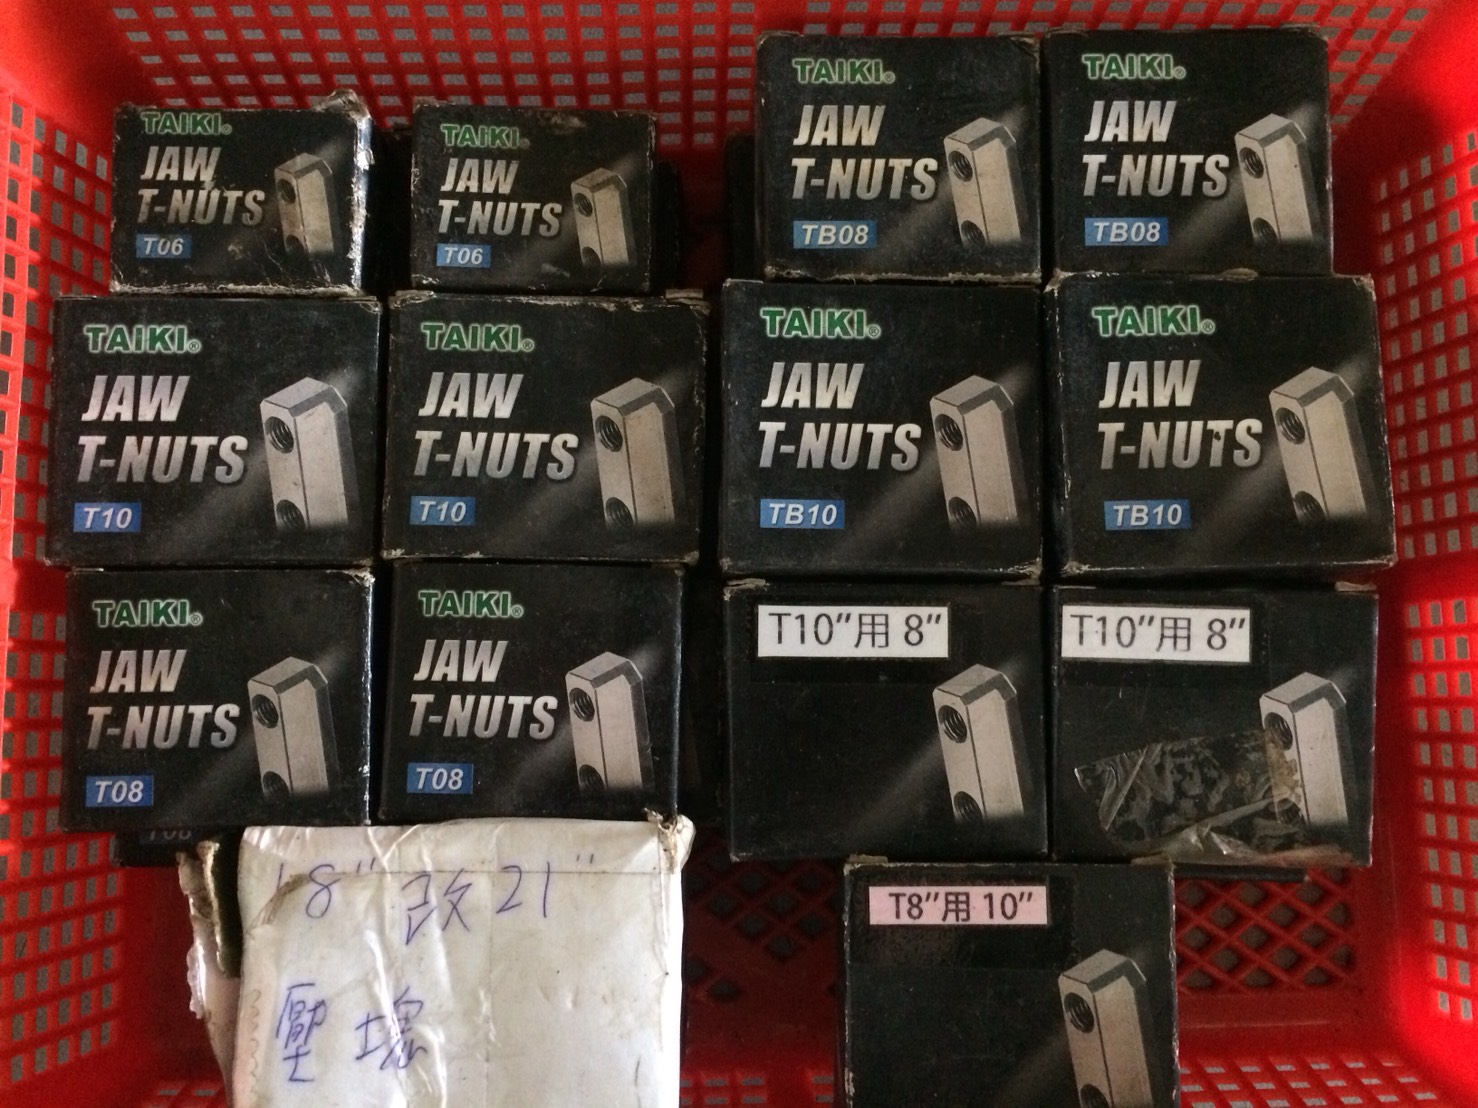 TAIKI®
JAW
T-NUTS
T06
TAIKI®
JAW
T-NUTS
T06
TAIKI®
JAW
T-NUTS
TB08
TAIKI®
JAW
T-NUTS
TB08
TAIKI®
JAW
T-NUTS
T10
TAIKI®
JAW
T-NUTS
T10
TAIKI®
JAW
T-NUTS
TB10
TAIKI®
JAW
T-NUTS
TB10
TAIKI®
JAW
T-NUTS
T08
TAIKI®
JAW
T-NUTS
T08
T10"用 8"
T10"用 8"
T08
18" 改 21"
壓塊
T8"用 10"